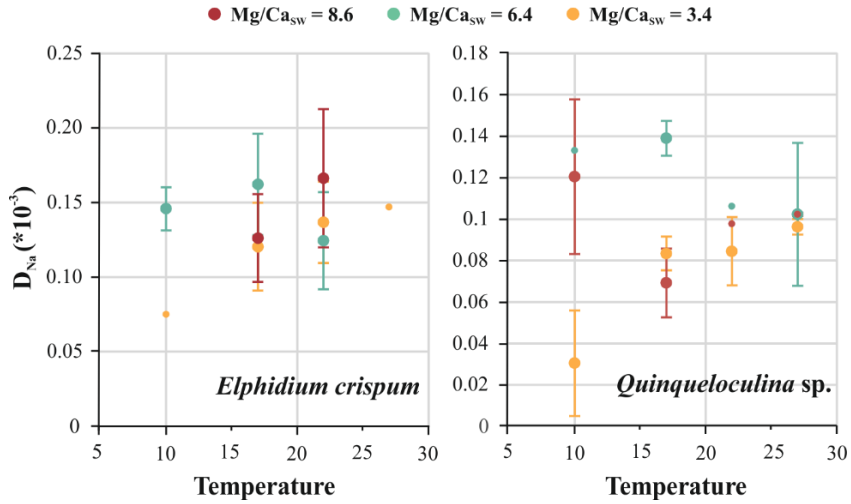 Mg/Ca_SW = 8.6 Mg/Ca_SW = 6.4 Mg/Ca_SW = 3.4
D_Na (*10⁻³)
0.25
0.20
0.15
0.10
0.05
0
5 10 15 20 25 30
Elphidium crispum
Temperature
0.18
0.16
0.14
0.12
0.1
0.08
0.06
0.04
0.02
0
5 10 15 20 25 30
Quinqueloculina sp.
Temperature